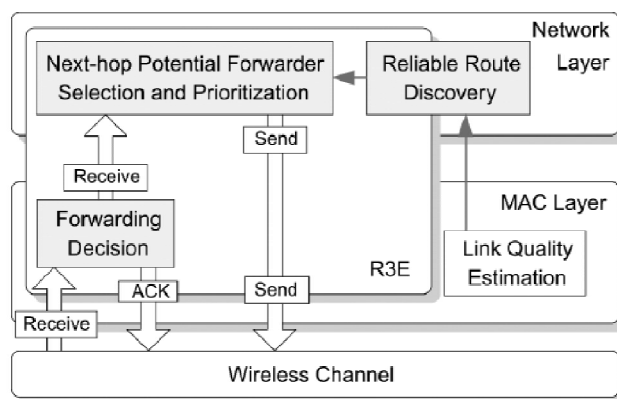 Network
Layer
Next-hop Potential Forwarder
Selection and Prioritization
Reliable Route
Discovery
Send
Receive
MAC Layer
Forwarding
Decision
Link Quality
Estimation
R3E
ACK
Send
Receive
Wireless Channel